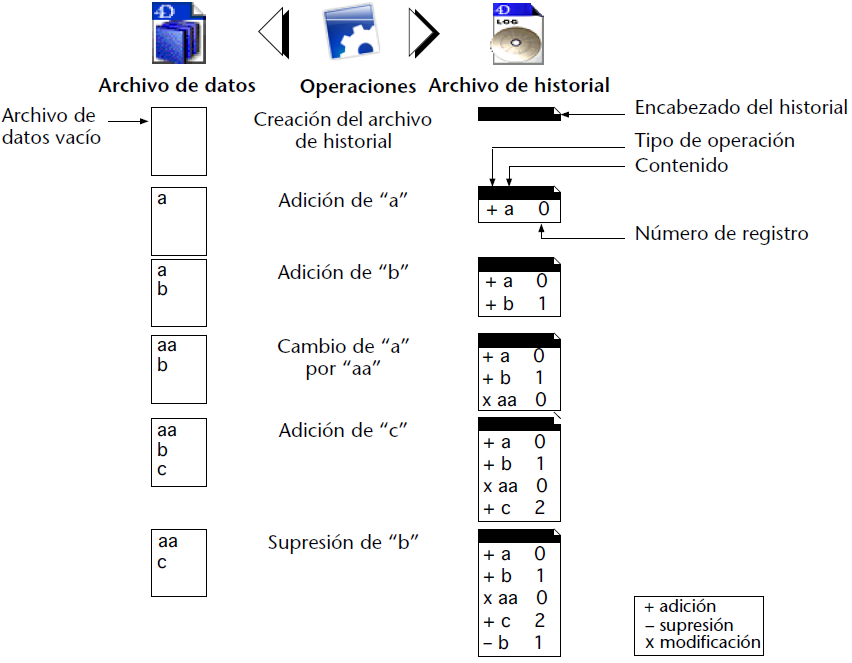 4D
4D
LOG
Archivo de datos
Operaciones
Archivo de historial
Archivo de
datos vacío
Creación del archivo
de historial
Encabezado del historial
Tipo de operación
Contenido
a
Adición de “a”
+ a 0
Número de registro
a
b
Adición de “b”
+ a 0
+ b 1
aa
b
Cambio de “a”
por “aa”
+ a 0
+ b 1
x aa 0
aa
b
c
Adición de “c”
+ a 0
+ b 1
x aa 0
+ c 2
aa
c
Supresión de “b”
+ a 0
+ b 1
x aa 0
+ c 2
– b 1
+ adición
– supresión
x modificación